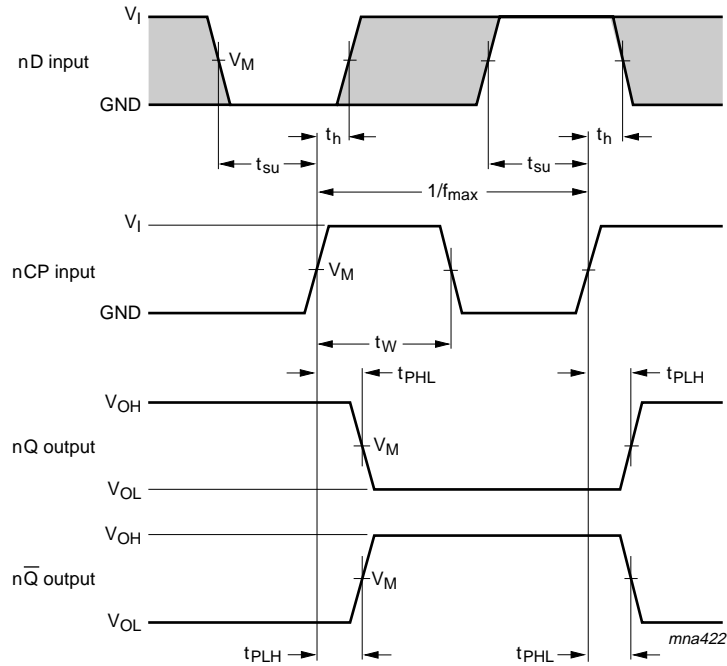 V_I
nD input
V_M
GND
t_h
t_h
t_su
t_su
1/f_max
V_I
nCP input
V_M
GND
t_W
t_PHL
t_PLH
V_OH
nQ output
V_M
V_OL
V_OH
nQ̅ output
V_M
V_OL
mna422
t_PLH
t_PHL